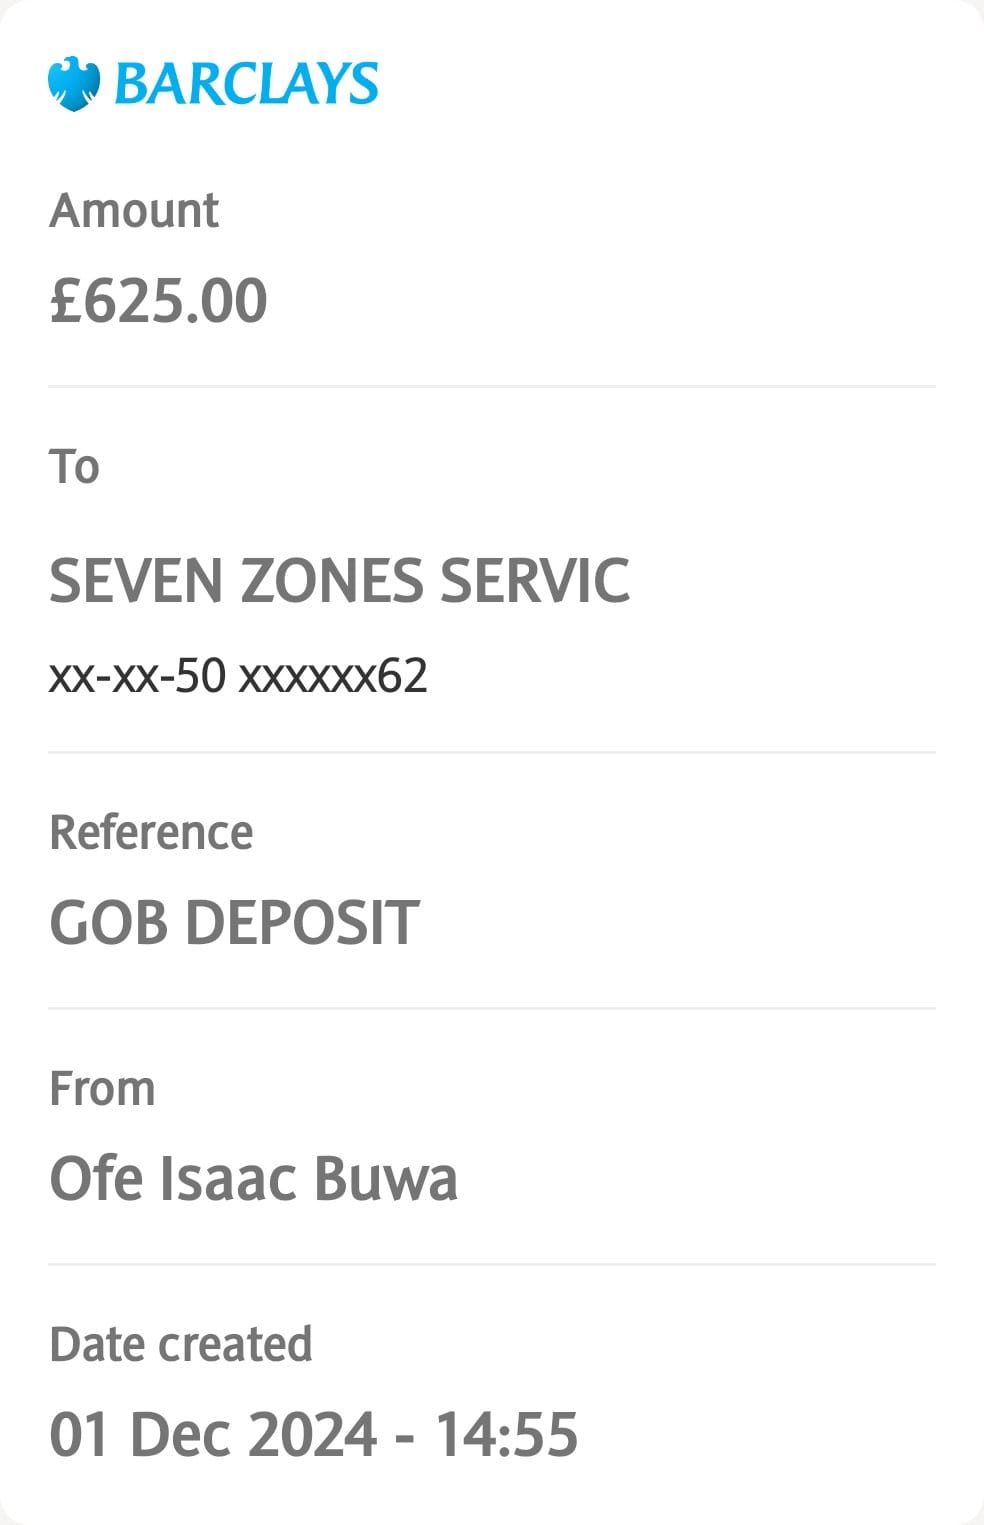 BARCLAYS
Amount
£625.00
To
SEVEN ZONES SERVIC
xx-xx-50 xxxxxx62
Reference
GOB DEPOSIT
From
Ofe Isaac Buwa
Date created
01 Dec 2024 - 14:55